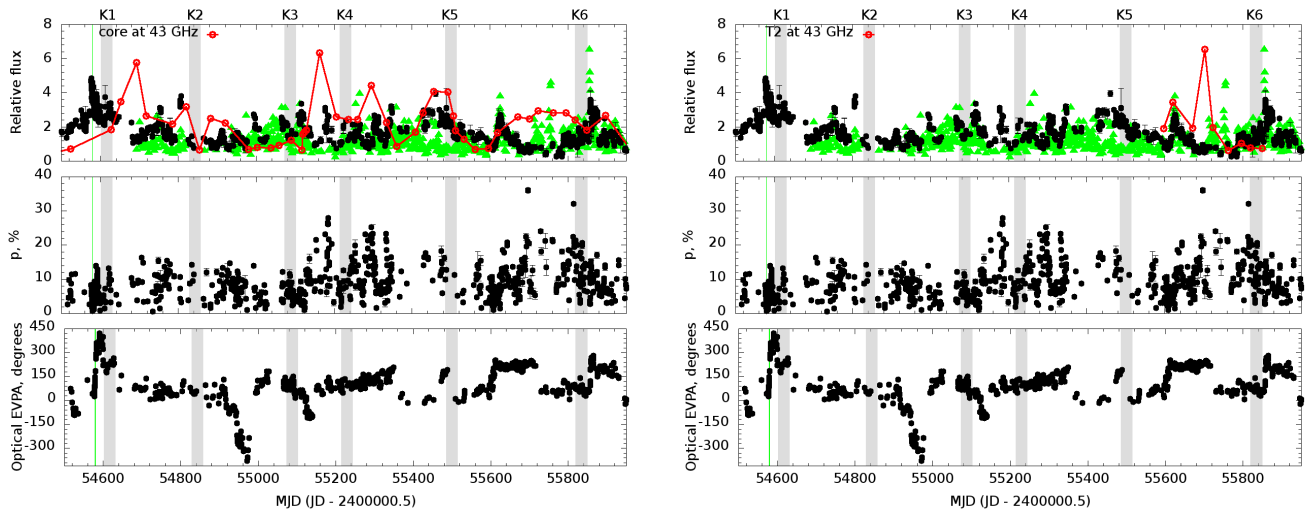 K1 K2 K3 K4 K5 K6
core at 43 GHz
Relative flux
8
6
4
2
0
p, %
40
30
20
10
0
Optical EVPA, degrees
450
300
150
0
-150
-300
54600 54800 55000 55200 55400 55600 55800
MJD (JD - 2400000.5)
K1 K2 K3 K4 K5 K6
T2 at 43 GHz
Relative flux
8
6
4
2
0
p, %
40
30
20
10
0
Optical EVPA, degrees
450
300
150
0
-150
-300
54600 54800 55000 55200 55400 55600 55800
MJD (JD - 2400000.5)